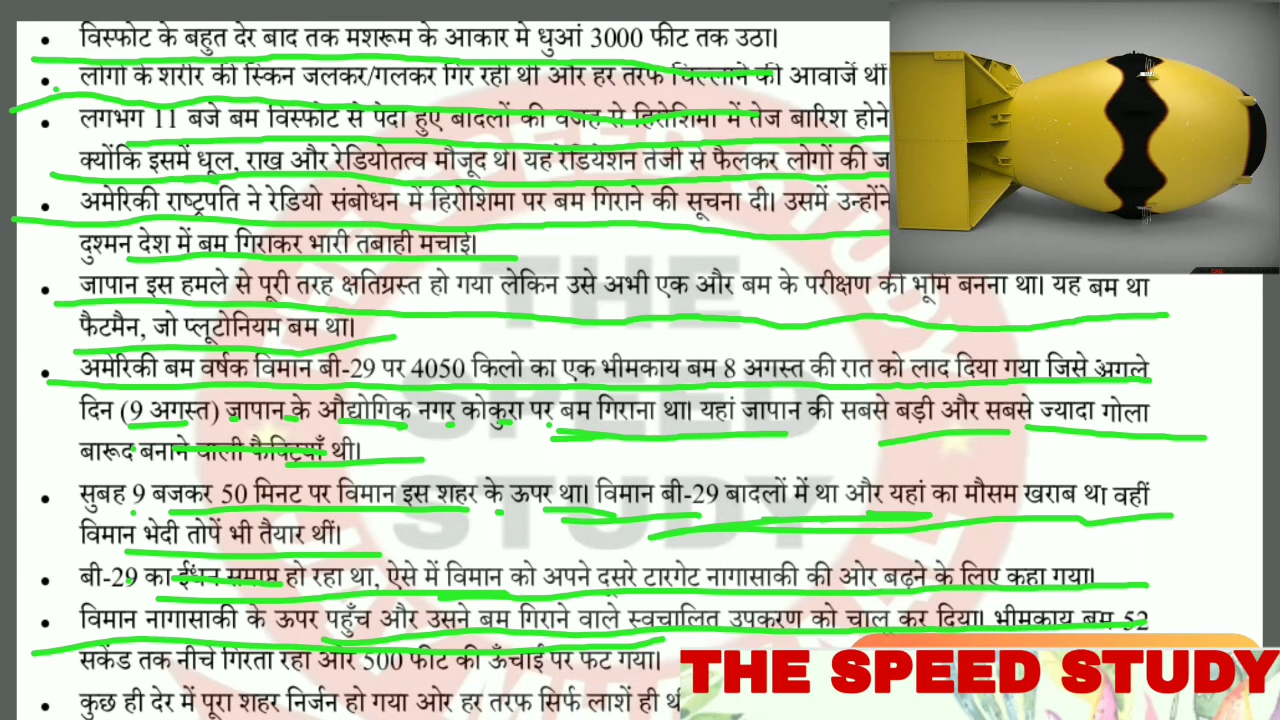 विस्फोट के बहुत देर बाद तक मशरूम के आकार मे धुआं 3000 फीट तक उठा।
लोगो के शरीर की स्किन जलकर/गलकर गिर रही थी और हर तरफ चिल्लाने की आवाजें थी
लगभग 11 बजे बम विस्फोट से पैदा हुए बादलों की वजह से हिरोशिमा में तेज बारिश होने
क्योंकि इसमें धूल, राख और रेडियोतत्व मौजूद थे। यह रेडियेशन तेजी से फैलकर लोगों की
अमेरिकी राष्ट्रपति ने रेडियो संबोधन में हिरोशिमा पर बम गिराने की सूचना दी। उसमें उन्होंने
दुश्मन देश में बम गिराकर भारी तबाही मचाई।
जापान इस हमले से पूरी तरह क्षतिग्रस्त हो गया लेकिन उसे अभी एक और बम के परीक्षण की भूमि बनना था। यह बम था
फैटमैन, जो प्लूटोनियम बम था।
अमेरिकी बम वर्षक विमान बी-29 पर 4050 किलो का एक भीमकाय बम 8 अगस्त की रात को लाद दिया गया जिसे अगले
दिन (9 अगस्त) जापान के औद्योगिक नगर कोकुरा पर बम गिराना था। यहां जापान की सबसे बड़ी और सबसे ज्यादा गोला
बारूद बनाने वाली फैक्ट्रियाँ थी।
सुबह 9 बजकर 50 मिनट पर विमान इस शहर के ऊपर था। विमान बी-29 बादलों में था और यहां का मौसम खराब था वहीं
विमान भेदी तोपें भी तैयार थीं।
बी-29 का ईंधन समाप्त हो रहा था, ऐसे में विमान को अपने दूसरे टारगेट नागासाकी की ओर बढ़ने के लिए कहा गया।
विमान नागासाकी के ऊपर पहुँच और उसने बम गिराने वाले स्वचालित उपकरण को चालू कर दिया। भीमकाय बम 52
सकेंड तक नीचे गिरता रहा और 500 फीट की ऊँचाई पर फट गया।
कुछ ही देर में पूरा शहर निर्जन हो गया ओर हर तरफ सिर्फ लाशें ही
THE SPEED STUDY
THE
SPEED
STUDY